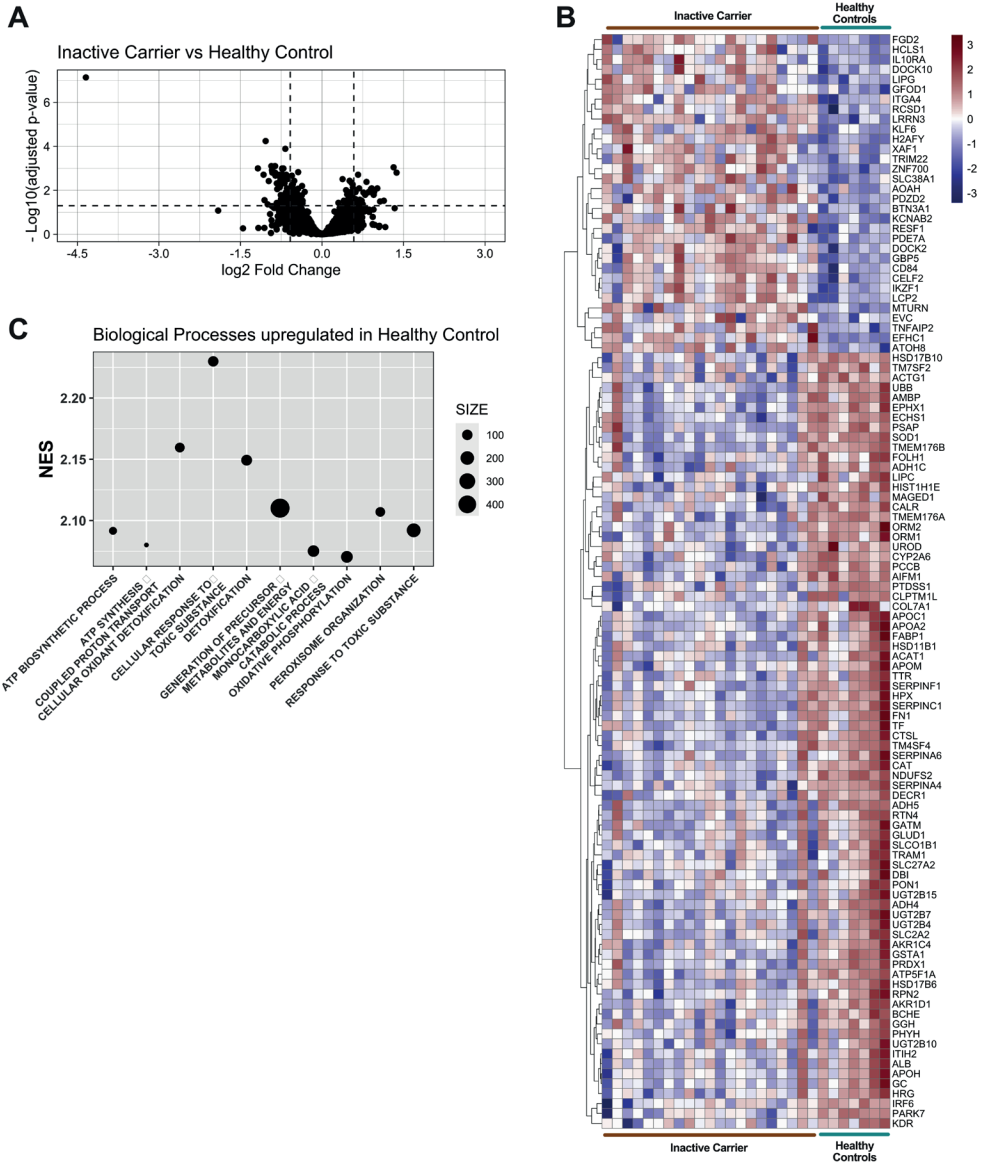 A
Inactive Carrier vs Healthy Control
- Log10(adjusted p-value)
6
4
2
0
-4.5
-3.0
-1.5
0.0
1.5
3.0
log2 Fold Change
C
Biological Processes upregulated in Healthy Control
NES
2.20
2.15
2.10
SIZE
100
200
300
400
ATP BIOSYNTHETIC PROCESS
ATP SYNTHESIS
COUPLED PROTON TRANSPORT
CELLULAR OXIDANT DETOXIFICATION
CELLULAR RESPONSE TO
TOXIC SUBSTANCE
DETOXIFICATION
GENERATION OF PRECURSOR
METABOLITES AND ENERGY
MONOCARBOXYLIC ACID
CATABOLIC PROCESS
OXIDATIVE PHOSPHORYLATION
PEROXISOME ORGANIZATION
RESPONSE TO TOXIC SUBSTANCE
B
Inactive Carrier
Healthy
Controls
FGD2
HCLS1
IL10RA
DOCK10
LIPG
GFOD1
ITGA4
RCSD1
LRRN3
KLF6
H2AFY
XAF1
TRIM22
ZNF700
SLC38A1
AOAH
PDZD2
BTN3A1
KCNAB2
RESF1
PDE7A
DOCK2
GBP5
CD84
CELF2
IKZF1
LCP2
MTURN
EVC
TNFAIP2
EFHC1
ATOH8
HSD17B10
TM7SF2
ACTG1
UBB
AMBP
EPHX1
ECHS1
PSAP
SOD1
TMEM176B
FOLH1
ADH1C
LIPC
HIST1H1E
MAGED1
CALR
TMEM176A
ORM2
ORM1
UROD
CYP2A6
PCCB
AIFM1
PTDSS1
CLPTM1L
COL7A1
APOC1
APOA2
FABP1
HSD11B1
ACAT1
APOM
TTR
SERPINF1
HPX
SERPINC1
FN1
TF
CTSL
TM4SF4
SERPINA6
CAT
NDUFS2
SERPINA4
DECR1
ADH5
RTN4
GATM
GLUD1
SLCO1B1
TRAM1
SLC27A2
DBI
PON1
UGT2B15
ADH4
UGT2B7
UGT2B4
SLC2A2
AKR1C4
GSTA1
PRDX1
ATP5F1A
HSD17B6
RPN2
AKR1D1
BCHE
GGH
PHYH
UGT2B10
ITIH2
ALB
APOH
GC
HRG
IRF6
PARK7
KDR
3
2
1
0
-1
-2
-3
Inactive Carrier
Healthy
Controls